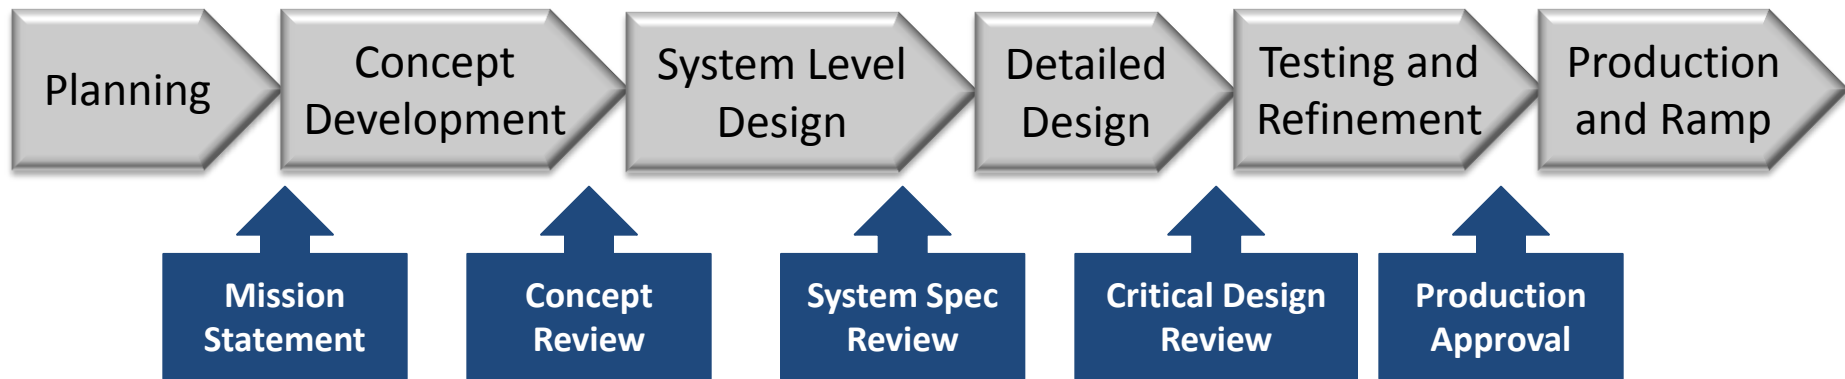 Planning
Concept
Development
System Level
Design
Detailed
Design
Testing and
Refinement
Production
and Ramp
Mission
Statement
Concept
Review
System Spec
Review
Critical Design
Review
Production
Approval